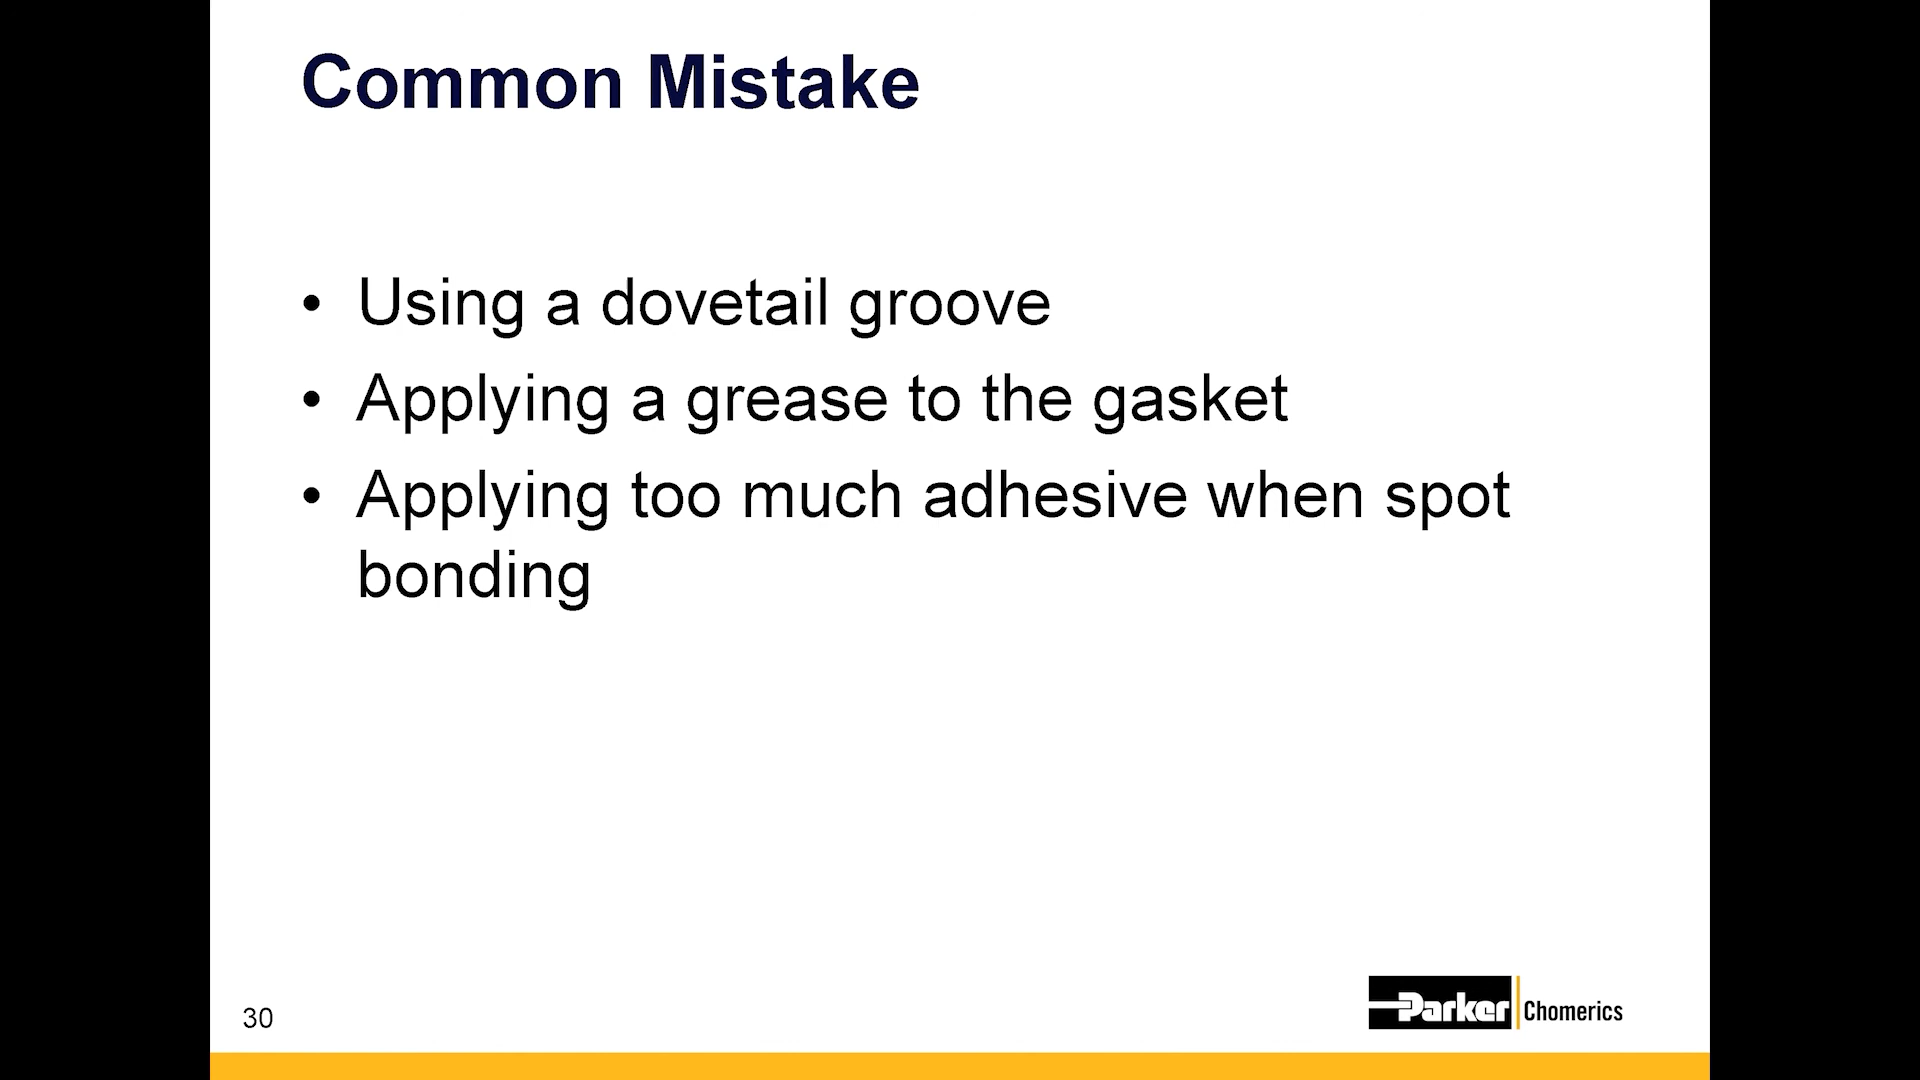 Common Mistake
• Using a dovetail groove
• Applying a grease to the gasket
• Applying too much adhesive when spot
bonding
30
Parker Chomerics